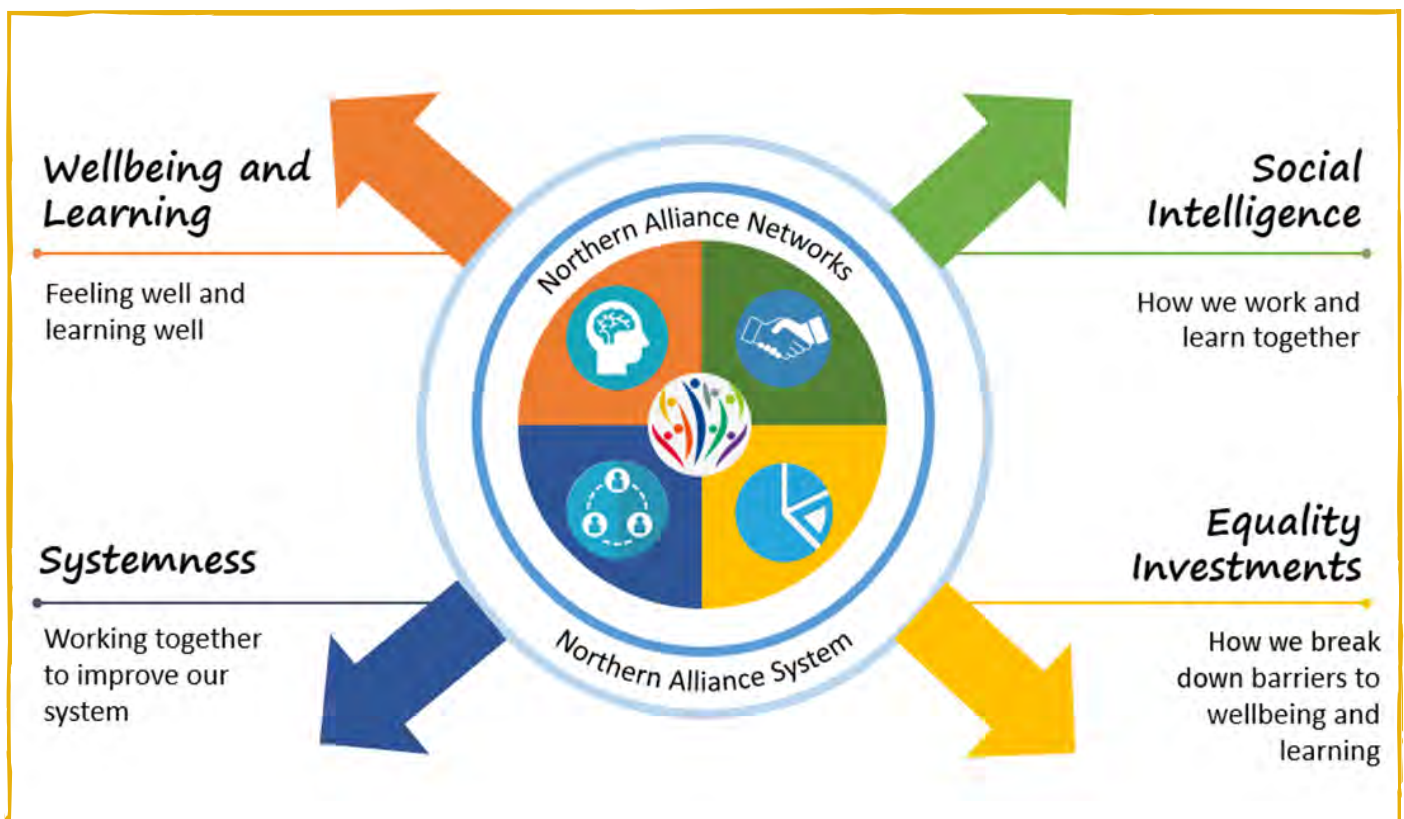 Wellbeing and
Learning
Feeling well and
learning well
Social
Intelligence
How we work and
learn together
Northern Alliance Networks
Northern Alliance System
Systemness
Working together
to improve our
system
Equality
Investments
How we break
down barriers to
wellbeing and
learning